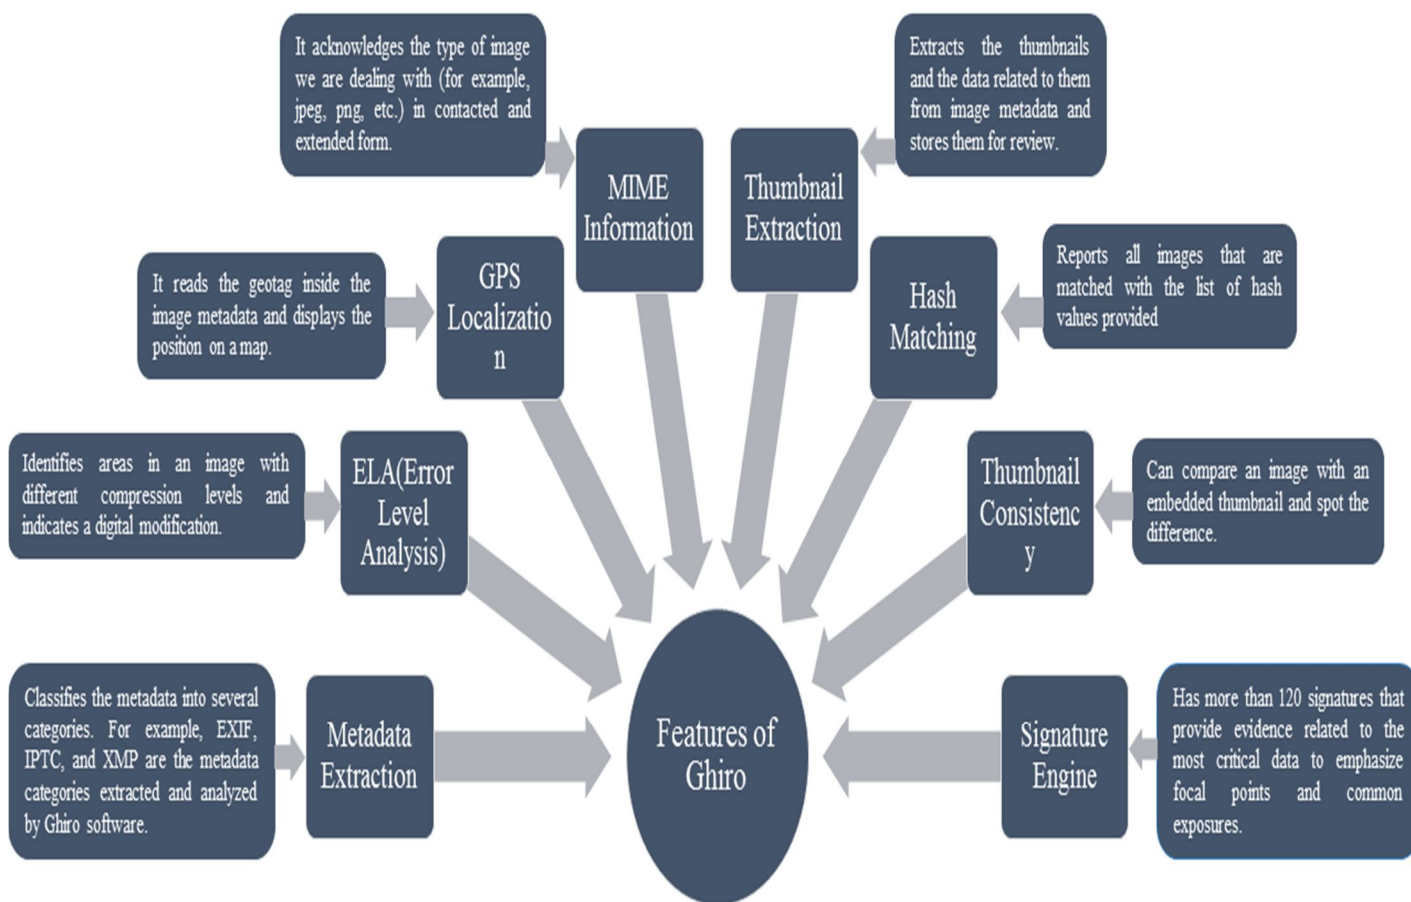 It acknowledges the type of image
we are dealing with (for example,
jpeg, png, etc.) in contacted and
extended form.
MIME
Information
Thumbnail
Extraction
Extracts the thumbnails
and the data related to them
from image metadata and
stores them for review.
It reads the geotag inside the
image metadata and displays the
position on a map.
GPS
Localizatio
n
Hash
Matching
Reports all images that are
matched with the list of hash
values provided
Identifies areas in an image with
different compression levels and
indicates a digital modification.
ELA(Error
Level
Analysis)
Thumbnail
Consistenc
y
Can compare an image with an
embedded thumbnail and spot the
difference.
Classifies the metadata into several
categories. For example, EXIF,
IPTC, and XMP are the metadata
categories extracted and analyzed
by Ghiro software.
Metadata
Extraction
Features of
Ghiro
Signature
Engine
Has more than 120 signatures that
provide evidence related to the
most critical data to emphasize
focal points and common
exposures.